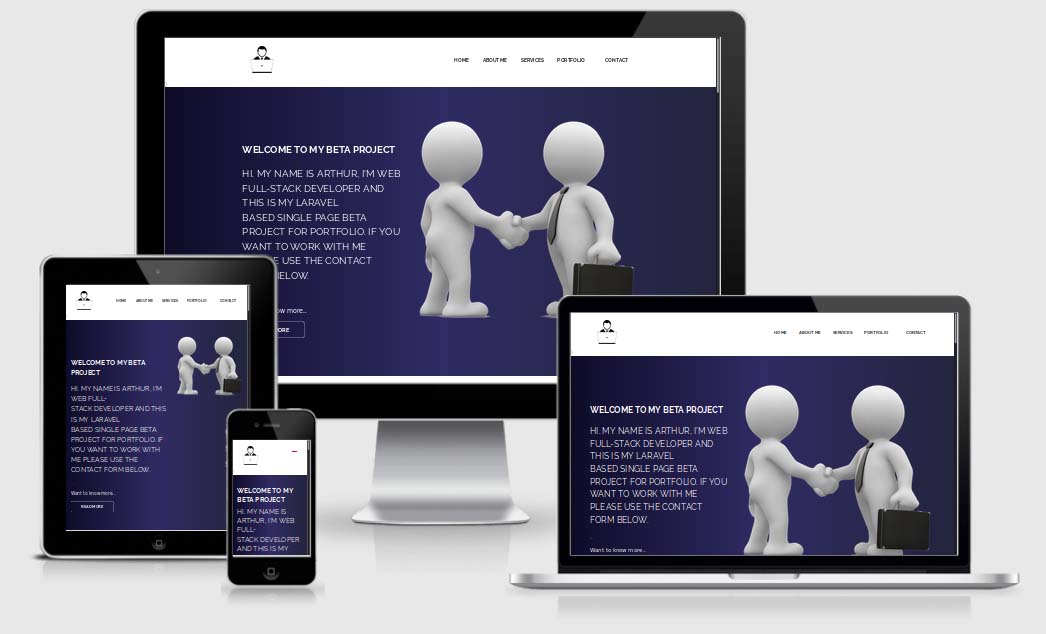 HOME ABOUT ME SERVICES PORTFOLIO CONTACT
WELCOME TO MY BETA PROJECT
HI. MY NAME IS ARTHUR, I'M WEB
FULL-STACK DEVELOPER AND
THIS IS MY LARAVEL
BASED SINGLE PAGE BETA
PROJECT FOR PORTFOLIO. IF YOU
WANT TO WORK WITH ME
E USE THE CONTACT
BELOW.
ow more...
ORE
HOME ABOUT ME SERVICES PORTFOLIO CONTACT
WELCOME TO MY BETA
PROJECT
HI. MY NAME IS ARTHUR, I'M
WEB FULL-
STACK DEVELOPER AND THIS
IS MY LARAVEL
BASED SINGLE PAGE BETA
PROJECT FOR PORTFOLIO. IF
YOU WANT TO WORK WITH
ME PLEASE USE THE
CONTACT FORM BELOW.
Want to know more..
READ MORE
WELCOME TO MY
BETA PROJECT
HI. MY NAME IS
ARTHUR, I'M WEB
FULL-
STACK DEVELOPER
AND THIS IS MY
HOME ABOUT ME SERVICES PORTFOLIO CONTACT
WELCOME TO MY BETA PROJECT
HI. MY NAME IS ARTHUR, I'M WEB
FULL-STACK DEVELOPER AND
THIS IS MY LARAVEL
BASED SINGLE PAGE BETA
PROJECT FOR PORTFOLIO. IF YOU
WANT TO WORK WITH ME
PLEASE USE THE CONTACT
FORM BELOW.
Want to know more...